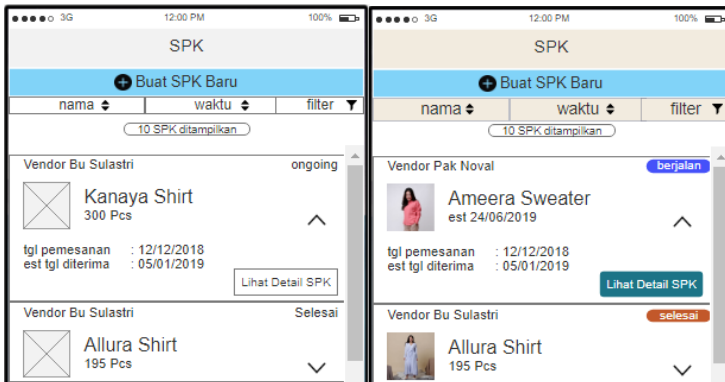 3G 12:00 PM 100%
SPK
Buat SPK Baru
nama waktu filter
10 SPK ditampilkan
Vendor Bu Sulastri ongoing
Kanaya Shirt
300 Pcs
tgl pemesanan : 12/12/2018
est tgl diterima : 05/01/2019
Lihat Detail SPK
Vendor Bu Sulastri Selesai
Allura Shirt
195 Pcs
3G 12:00 PM 100%
SPK
Buat SPK Baru
nama waktu filter
10 SPK ditampilkan
Vendor Pak Noval berjalan
Ameera Sweater
est 24/06/2019
tgl pemesanan : 12/12/2018
est tgl diterima : 05/01/2019
Lihat Detail SPK
Vendor Bu Sulastri selesai
Allura Shirt
195 Pcs